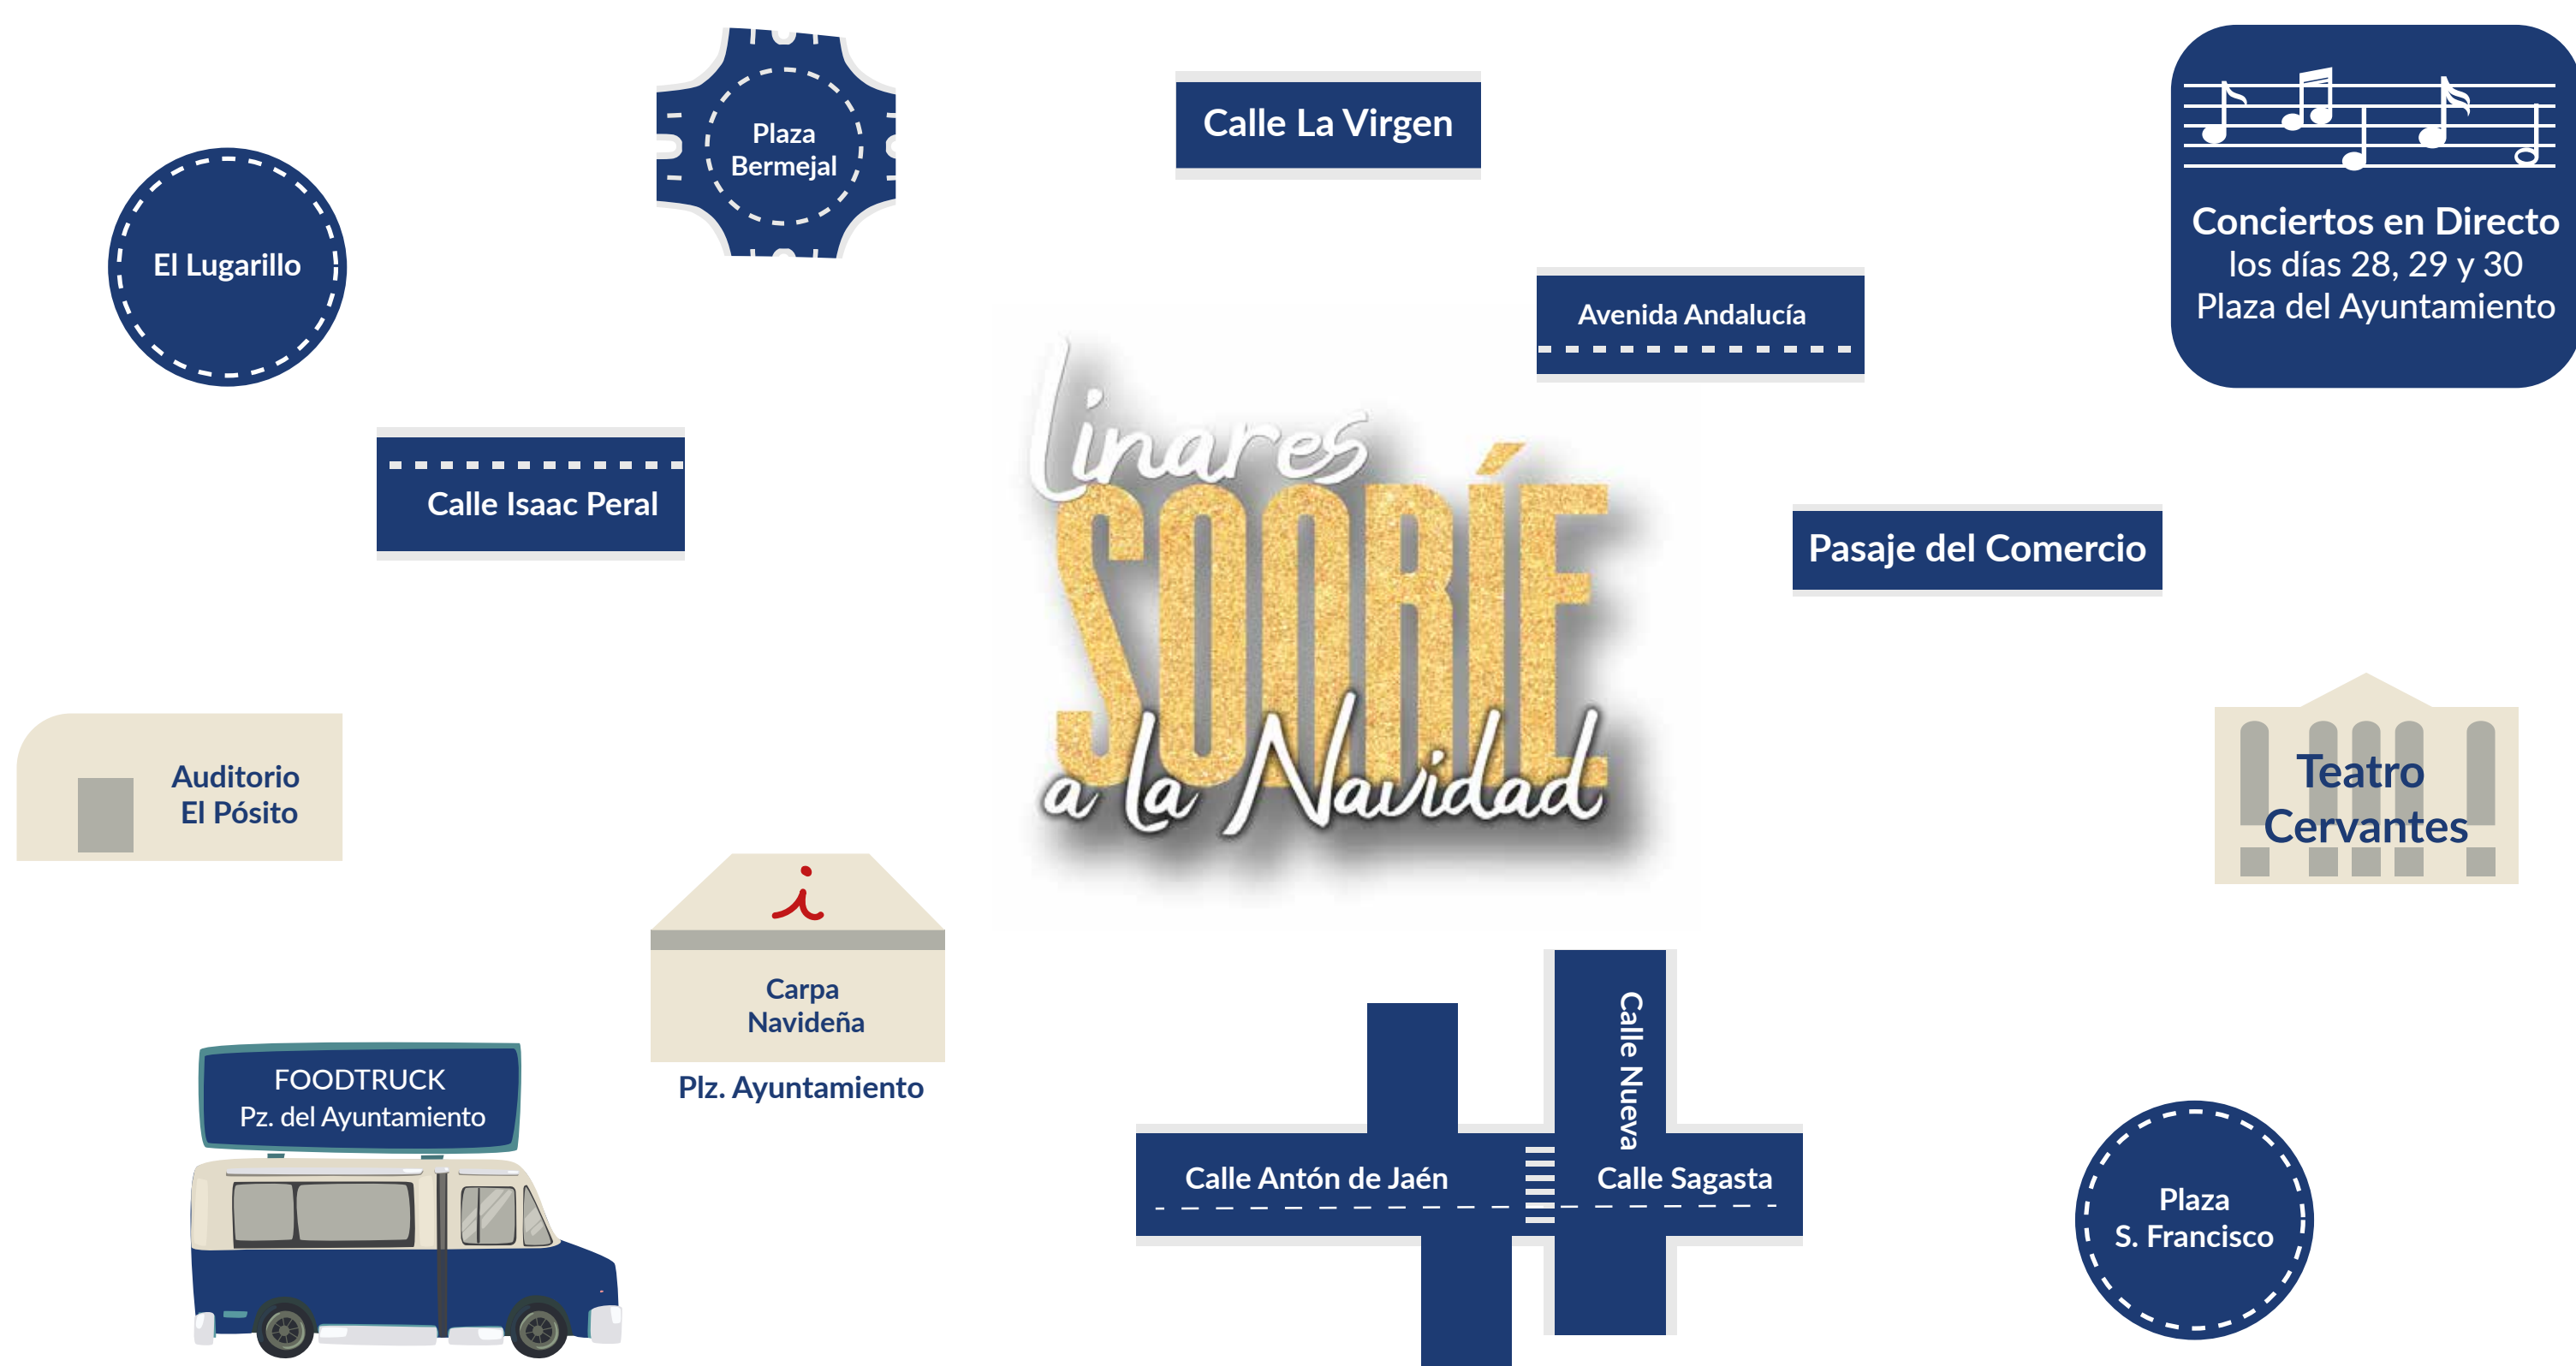 Plaza
Bermejal
Calle La Virgen
Conciertos en Directo
los días 28, 29 y 30
Plaza del Ayuntamiento
El Lugarillo
Avenida Andalucía
Calle Isaac Peral
Linares
SOORÍE
a la Navidad
Pasaje del Comercio
Auditorio
El Pósito
Teatro
Cervantes
i
Carpa
Navideña
Plz. Ayuntamiento
FOODTRUCK
Pz. del Ayuntamiento
Calle Nueva
Calle Antón de Jaén
Calle Sagasta
Plaza
S. Francisco